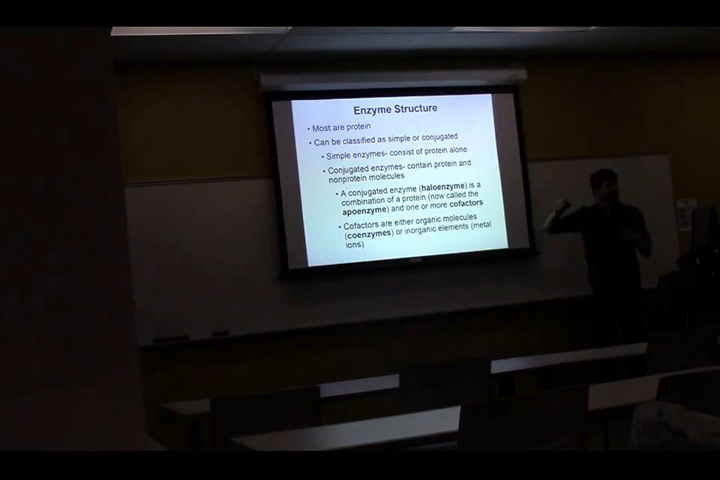 Enzyme Structure
• Most are protein
• Can be classified as simple or conjugated
• Simple enzymes- consist of protein alone
• Conjugated enzymes- contain protein and
nonprotein molecules
• A conjugated enzyme (haloenzyme) is a
combination of a protein (now called the
apoenzyme) and one or more cofactors
• Cofactors are either organic molecules
(coenzymes) or inorganic elements (metal
ions)